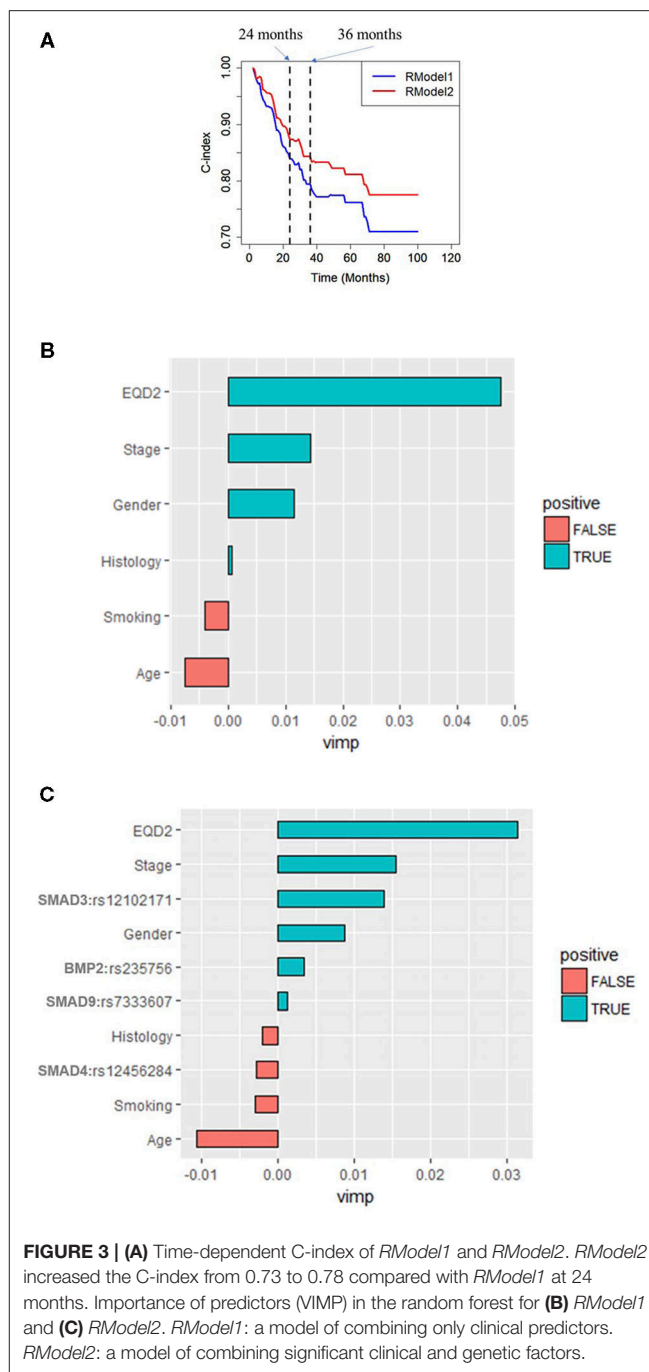 A
24 months
36 months
RModel1
RModel2
1.00
0.90
0.80
0.70
C-index
0 20 40 60 80 100 120
Time (Months)
B
EQD2
Stage
Gender
Histology
Smoking
Age
-0.01 0.00 0.01 0.02 0.03 0.04 0.05
vimp
positive
FALSE
TRUE
C
EQD2
Stage
SMAD3:rs12102171
Gender
BMP2:rs235756
SMAD9:rs7333607
Histology
SMAD4:rs12456284
Smoking
Age
-0.01 0.00 0.01 0.02 0.03
vimp
positive
FALSE
TRUE
FIGURE 3 | (A) Time-dependent C-index of RModel1 and RModel2. RModel2
increased the C-index from 0.73 to 0.78 compared with RModel1 at 24
months. Importance of predictors (VIMP) in the random forest for (B) RModel1
and (C) RModel2. RModel1: a model of combining only clinical predictors.
RModel2: a model of combining significant clinical and genetic factors.